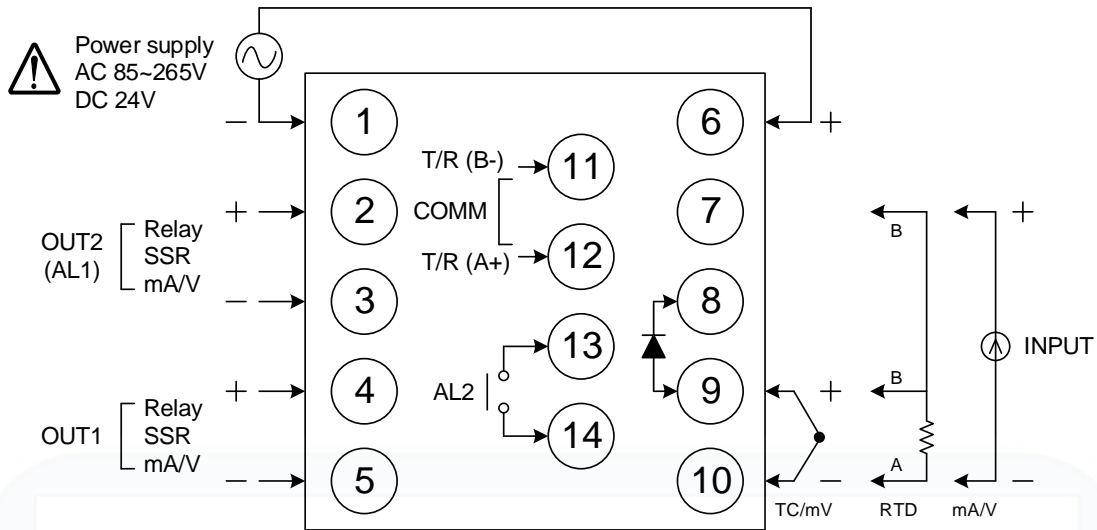 Power supply
AC 85~265V
DC 24V
−
1
6
+
T/R (B-)
11
COMM
T/R (A+)
12
OUT2
(AL1)
Relay
SSR
mA/V
+
2
−
3
7
8
13
AL2
14
OUT1
Relay
SSR
mA/V
+
4
−
5
9
10
+
−
TC/mV
B
B
A
RTD
+
−
mA/V
INPUT